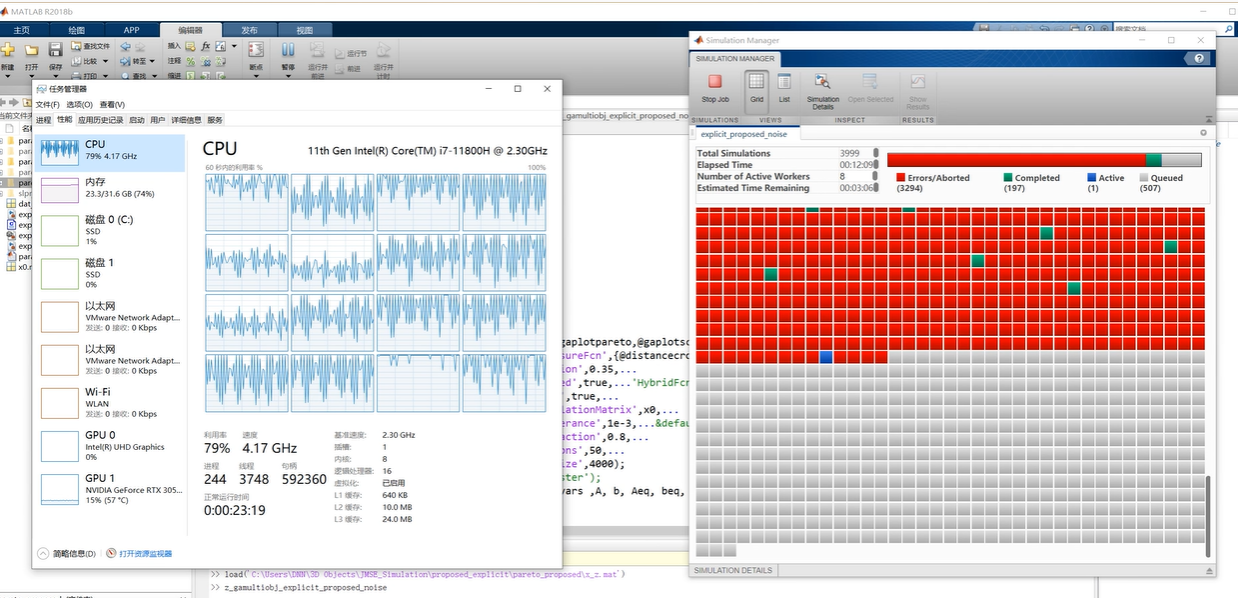 MATLAB R2018b
主页 绘图 APP 编辑器 发布 视图
搜索文档
新建 打开 保存 查找文件 比较 打印 转至 查找 插入 fx 注释 缩进 断点 暂停 运行并前进 运行节 前进 运行并计时
任务管理器
文件(F) 选项(O) 查看(V)
进程 性能 应用历史记录 启动 用户 详细信息 服务
CPU
79% 4.17 GHz
内存
23.3/31.6 GB (74%)
磁盘 0 (C:)
SSD
1%
磁盘 1
SSD
0%
以太网
VMware Network Adapt...
发送: 0 接收: 0 Kbps
以太网
VMware Network Adapt...
发送: 0 接收: 0 Kbps
Wi-Fi
WLAN
发送: 0 接收: 0 Kbps
GPU 0
Intel(R) UHD Graphics
0%
GPU 1
NVIDIA GeForce RTX 305...
15% (57 °C)
CPU 11th Gen Intel(R) Core(TM) i7-11800H @ 2.30GHz
60 秒内的利用率 % 100%
利用率 速度
79% 4.17 GHz
进程 线程 句柄
244 3748 592360
正常运行时间
0:00:23:19
基准速度: 2.30 GHz
插槽: 1
内核: 8
逻辑处理器: 16
虚拟化: 已启用
L1 缓存: 640 KB
L2 缓存: 10.0 MB
L3 缓存: 24.0 MB
简略信息(D) 打开资源监视器
_gamultiobj_explicit_proposed_no
gaplotpareto,@gaplotsc
sureFcn',{@distancecro
ion',0.35,...
ed',true,...'HybridFcr
',true,...
lationMatrix',x0,...
erance',1e-3,...&defau
action',0.8,...
ons',50,...
ize',4000);
ster');
vars ,A, b, Aeq, beq,
>> load('C:\Users\DNN\3D Objects\JMSE_Simulation\proposed_explicit\pareto_proposed\x_z.mat')
>> z_gamultiobj_explicit_proposed_noise
Simulation Manager
SIMULATION MANAGER
Stop Job Grid List Simulation Details Open Selected Show Results
SIMULATIONS VIEWS INSPECT RESULTS
explicit_proposed_noise
Total Simulations 3999
Elapsed Time 00:12:09
Number of Active Workers 8
Estimated Time Remaining 00:03:06
Errors/Aborted (3294)
Completed (197)
Active (1)
Queued (507)
SIMULATION DETAILS